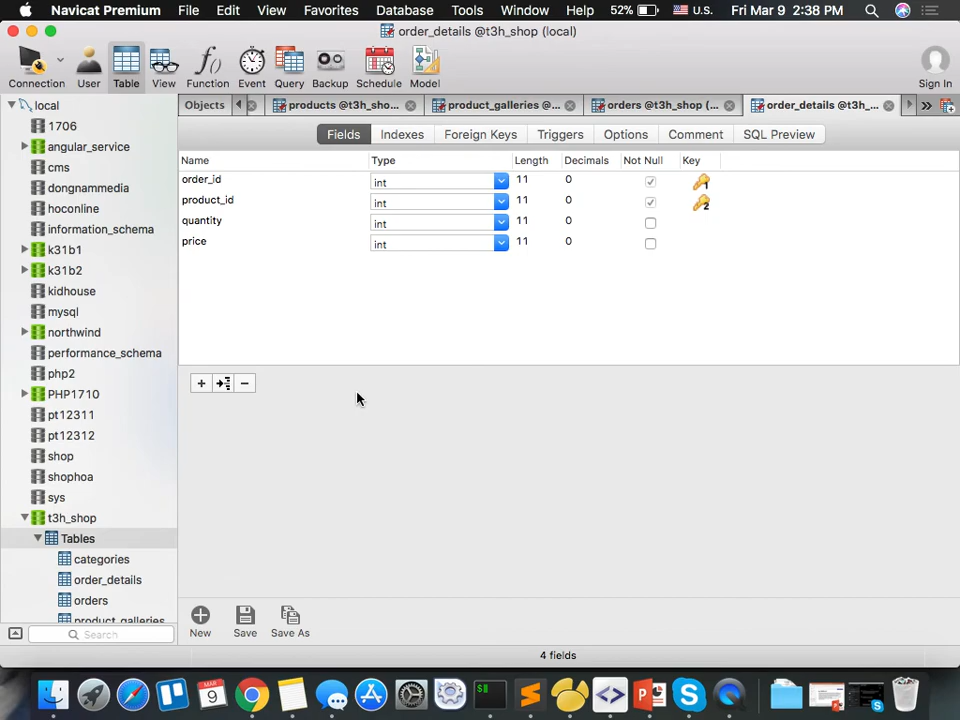 Navicat Premium File Edit View Favorites Database Tools Window Help 52% U.S. Fri Mar 9 2:38 PM
order_details @t3h_shop (local)
Connection User Table View Function Event Query Backup Schedule Model Sign In
Objects products @t3h_sho... product_galleries @... orders @t3h_shop (... order_details @t3h_...
Fields Indexes Foreign Keys Triggers Options Comment SQL Preview
Name Type Length Decimals Not Null Key
order_id int 11 0 1
product_id int 11 0 2
quantity int 11 0
price int 11 0
local
1706
angular_service
cms
dongnammedia
hoconline
information_schema
k31b1
k31b2
kidhouse
mysql
northwind
performance_schema
php2
PHP1710
pt12311
pt12312
shop
shophoa
sys
t3h_shop
Tables
categories
order_details
orders
product_galleries
Search
New Save Save As
4 fields
MAR
9